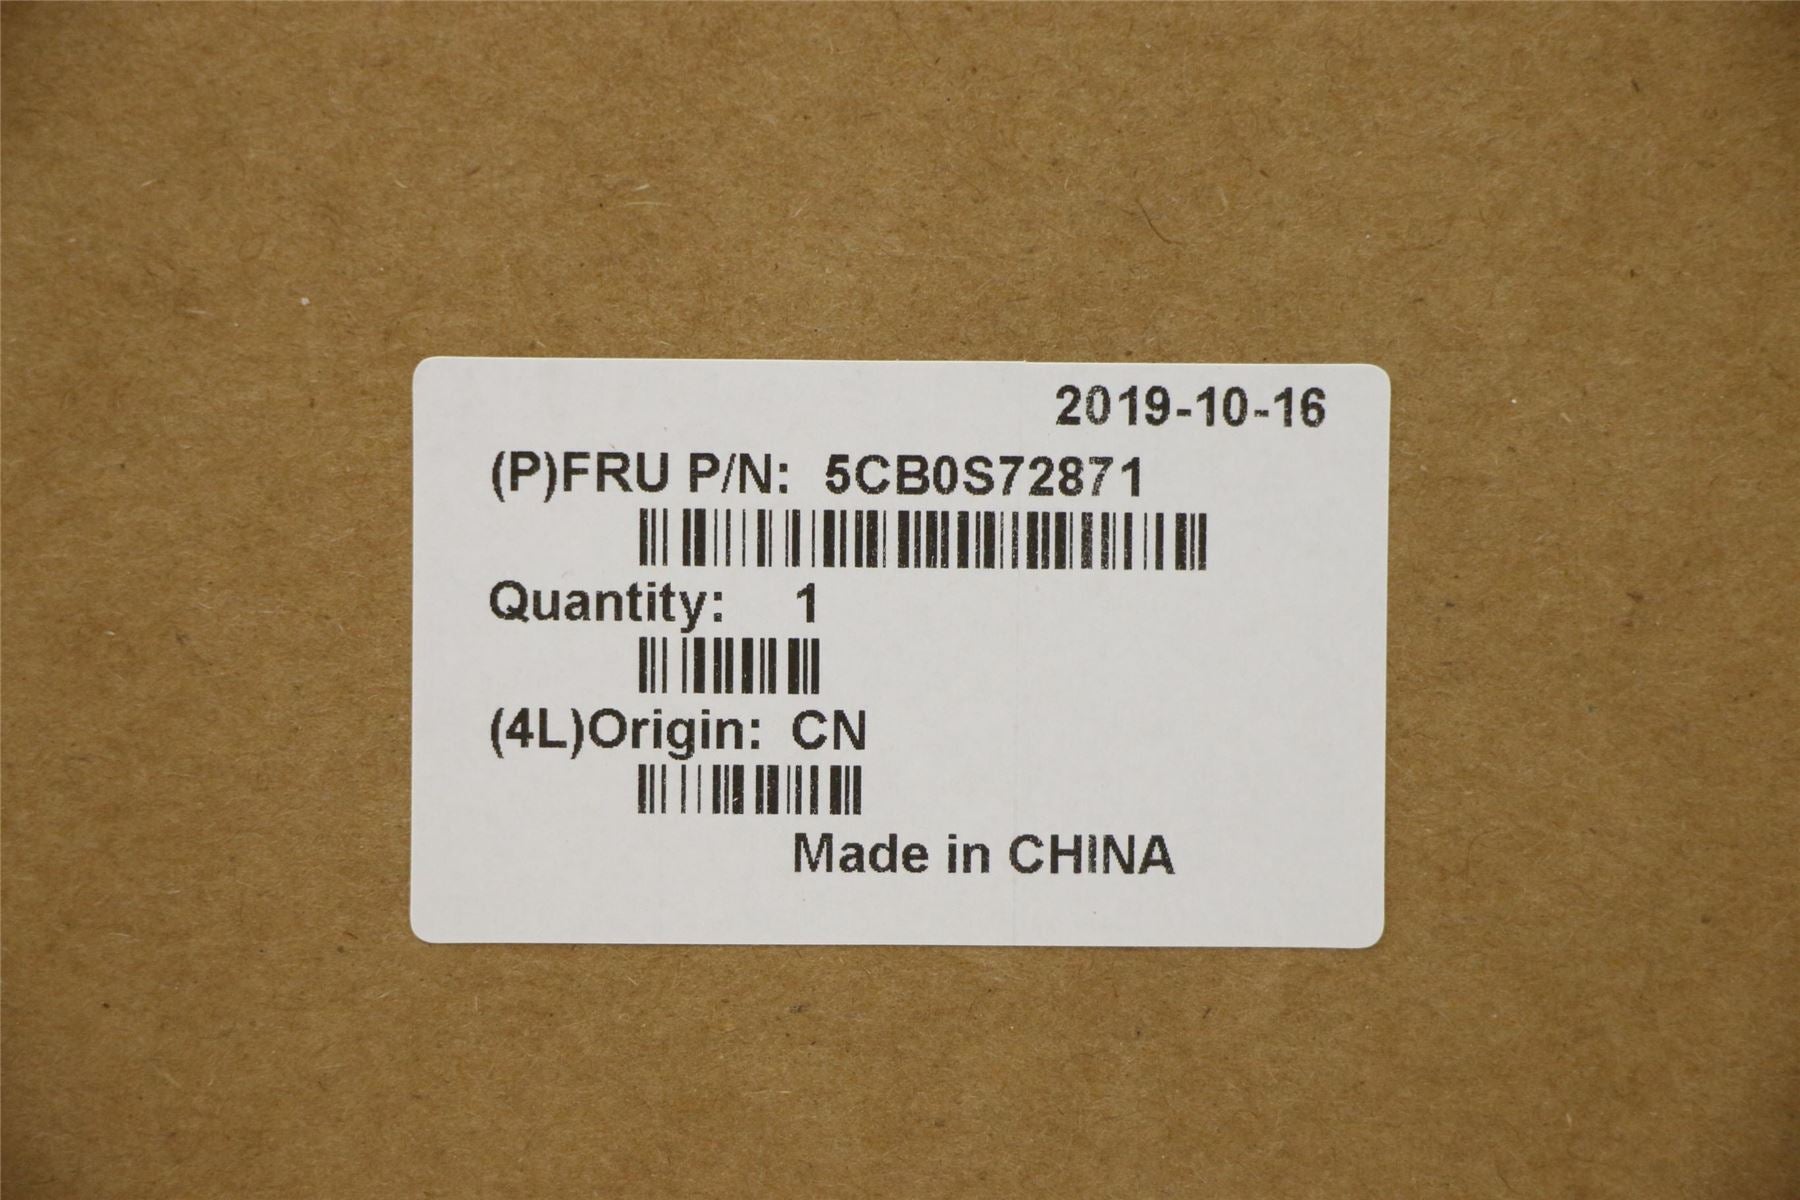 2019-10-16
(P)FRU P/N: 5CB0S72871
Quantity: 1
(4L)Origin: CN
Made in CHINA